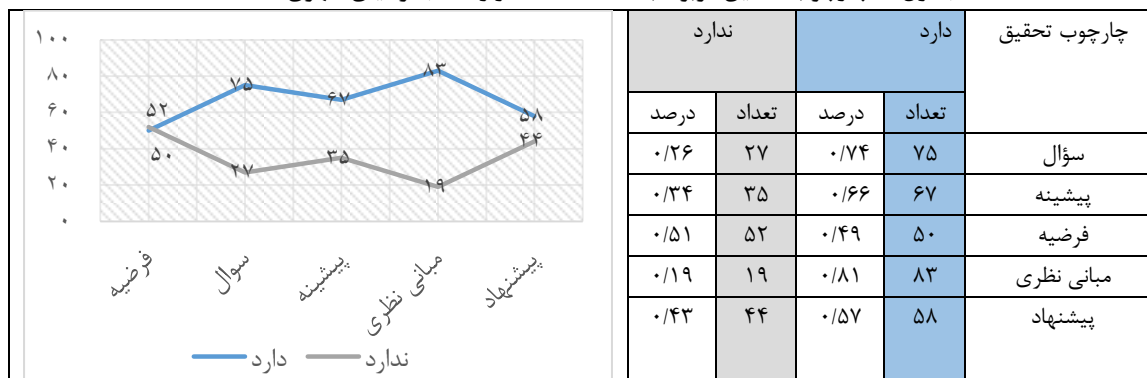 چارچوب تحقیق دارد ندارد
تعداد درصد تعداد درصد
سؤال ۷۵ ۰/۷۴ ۲۷ ۰/۲۶
پیشینه ۶۷ ۰/۶۶ ۳۵ ۰/۳۴
فرضیه ۵۰ ۰/۴۹ ۵۲ ۰/۵۱
مبانی نظری ۸۳ ۰/۸۱ ۱۹ ۰/۱۹
پیشنهاد ۵۸ ۰/۵۷ ۴۴ ۰/۴۳
۱۰۰
۸۰
۶۰
۴۰
۲۰
۰
۵۰ ۷۵ ۶۷ ۸۳ ۵۸
۵۲ ۲۷ ۳۵ ۱۹ ۴۴
فرضیه سوال پیشینه مبانی نظری پیشنهاد
دارد ندارد